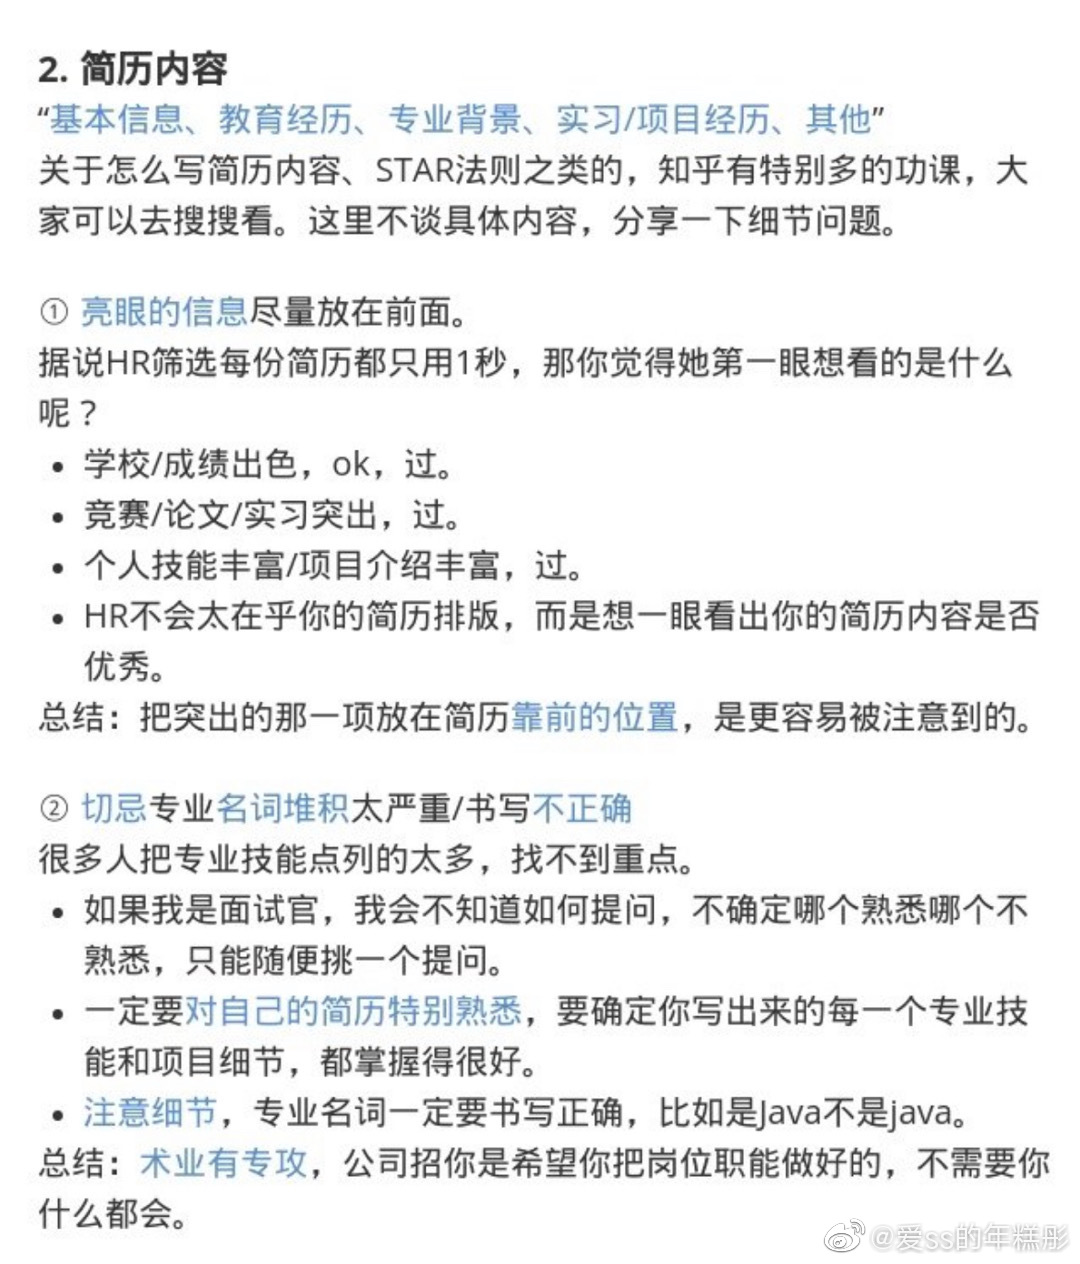 2. 简历内容
“基本信息、教育经历、专业背景、实习/项目经历、其他”
关于怎么写简历内容、STAR法则之类的，知乎有特别多的功课，大
家可以去搜搜看。这里不谈具体内容，分享一下细节问题。
① 亮眼的信息尽量放在前面。
据说HR筛选每份简历都只用1秒，那你觉得她第一眼想看的是什么
呢？
• 学校/成绩出色，ok，过。
• 竞赛/论文/实习突出，过。
• 个人技能丰富/项目介绍丰富，过。
• HR不会太在乎你的简历排版，而是想一眼看出你的简历内容是否
优秀。
总结：把突出的那一项放在简历靠前的位置，是更容易被注意到的。
② 切忌专业名词堆积太严重/书写不正确
很多人把专业技能点列的太多，找不到重点。
• 如果我是面试官，我会不知道如何提问，不确定哪个熟悉哪个不
熟悉，只能随便挑一个提问。
• 一定要对自己的简历特别熟悉，要确定你写出来的每一个专业技
能和项目细节，都掌握得很好。
• 注意细节，专业名词一定要书写正确，比如是Java不是java。
总结：术业有专攻，公司招你是希望你把岗位职能做好的，不需要你
什么都会。
@爱ss的年糕彤